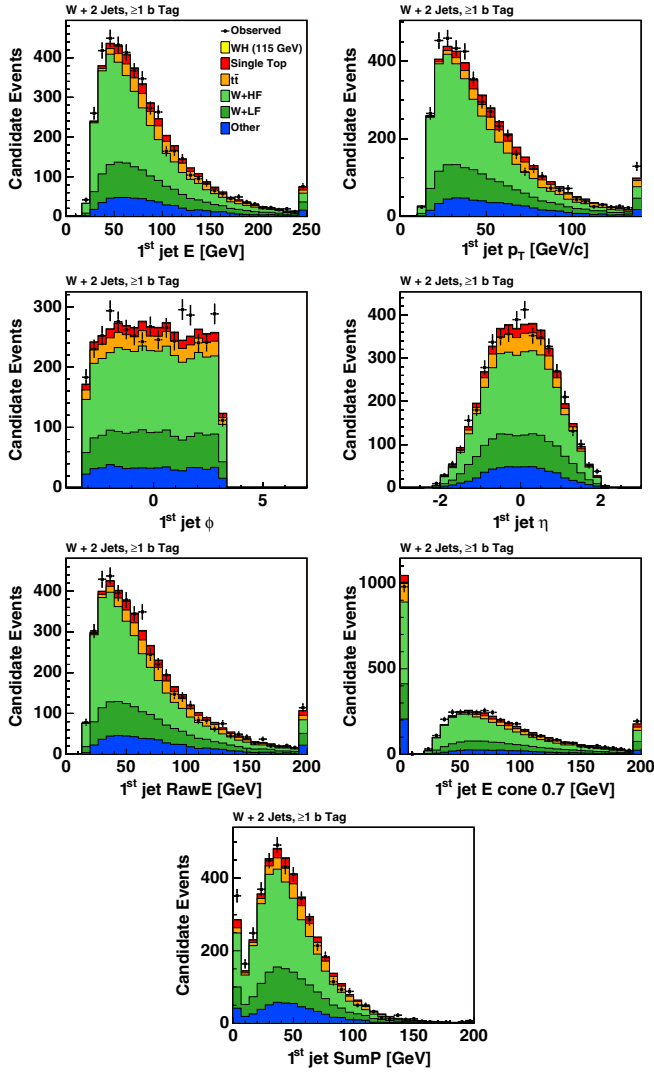 W + 2 Jets, ≥1 b Tag
Candidate Events
400
300
200
100
0
0 50 100 150 200 250
1st jet E [GeV]
Observed
WH (115 GeV)
Single Top
tt̄
W+HF
W+LF
Other
W + 2 Jets, ≥1 b Tag
Candidate Events
400
200
0
0 50 100
1st jet pT [GeV/c]
W + 2 Jets, ≥1 b Tag
Candidate Events
300
200
100
0
0 5
1st jet ϕ
W + 2 Jets, ≥1 b Tag
Candidate Events
400
300
200
100
0
-2 0 2
1st jet η
W + 2 Jets, ≥1 b Tag
Candidate Events
400
300
200
100
0
0 50 100 150 200
1st jet RawE [GeV]
W + 2 Jets, ≥1 b Tag
Candidate Events
1000
500
0
0 50 100 150 200
1st jet E cone 0.7 [GeV]
W + 2 Jets, ≥1 b Tag
Candidate Events
400
200
0
0 50 100 150 200
1st jet SumP [GeV]